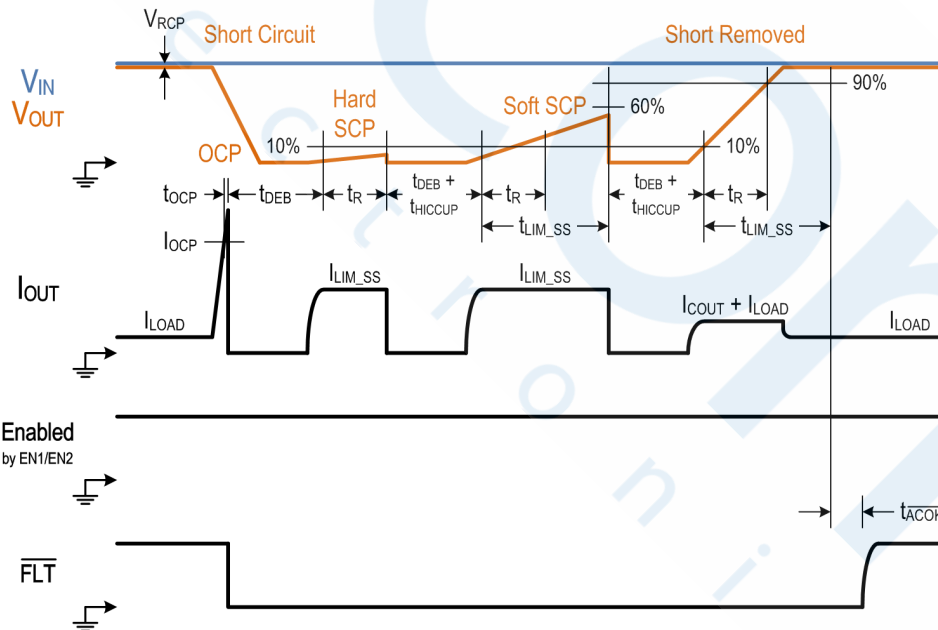 VRCP
Short Circuit
Short Removed
VIN
VOUT
90%
Hard
SCP
Soft SCP
60%
OCP
10%
10%
tOCP
tDEB
tR
tDEB +
tHICCUP
tR
tDEB +
tHICCUP
tR
tLIM_SS
tLIM_SS
IOCP
IOUT
ILIM_SS
ILIM_SS
ICOUT + ILOAD
ILOAD
ILOAD
Enabled
by EN1/EN2
tACOK
FLT